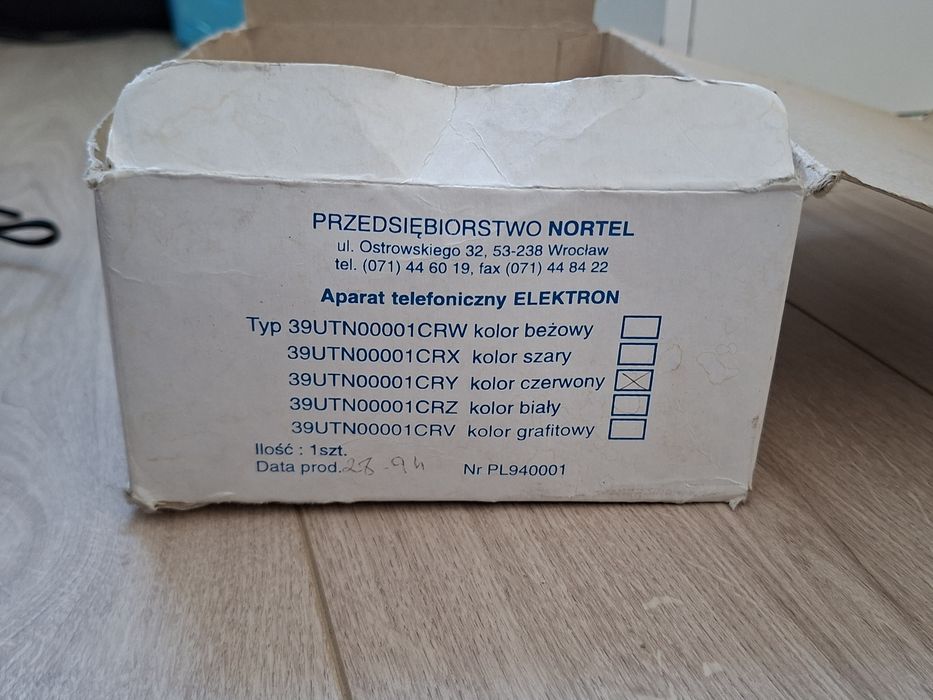 PRZEDSIĘBIORSTWO NORTEL
ul. Ostrowskiego 32, 53-238 Wrocław
tel. (071) 44 60 19, fax (071) 44 84 22
Aparat telefoniczny ELEKTRON
Typ 39UTN00001CRW kolor beżowy
39UTN00001CRX kolor szary
39UTN00001CRY kolor czerwony
39UTN00001CRZ kolor biały
39UTN00001CRV kolor grafitowy
Ilość : 1szt.
Data prod. Nr PL940001